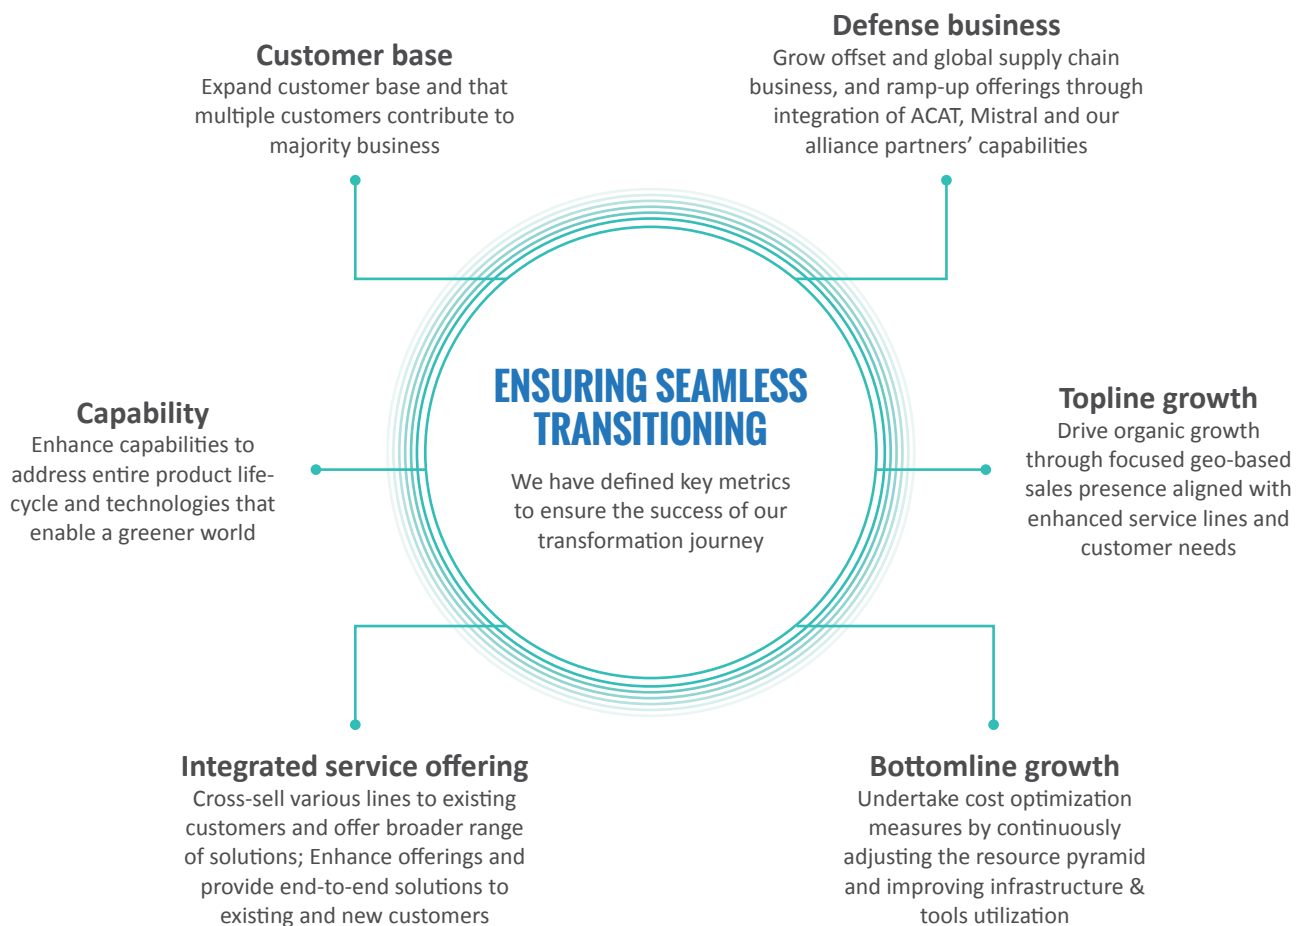 Customer base
Expand customer base and that
multiple customers contribute to
majority business
Defense business
Grow offset and global supply chain
business, and ramp-up offerings through
integration of ACAT, Mistral and our
alliance partners’ capabilities
Capability
Enhance capabilities to
address entire product life-
cycle and technologies that
enable a greener world
ENSURING SEAMLESS
TRANSITIONING
We have defined key metrics
to ensure the success of our
transformation journey
Topline growth
Drive organic growth
through focused geo-based
sales presence aligned with
enhanced service lines and
customer needs
Integrated service offering
Cross-sell various lines to existing
customers and offer broader range
of solutions; Enhance offerings and
provide end-to-end solutions to
existing and new customers
Bottomline growth
Undertake cost optimization
measures by continuously
adjusting the resource pyramid
and improving infrastructure &
tools utilization